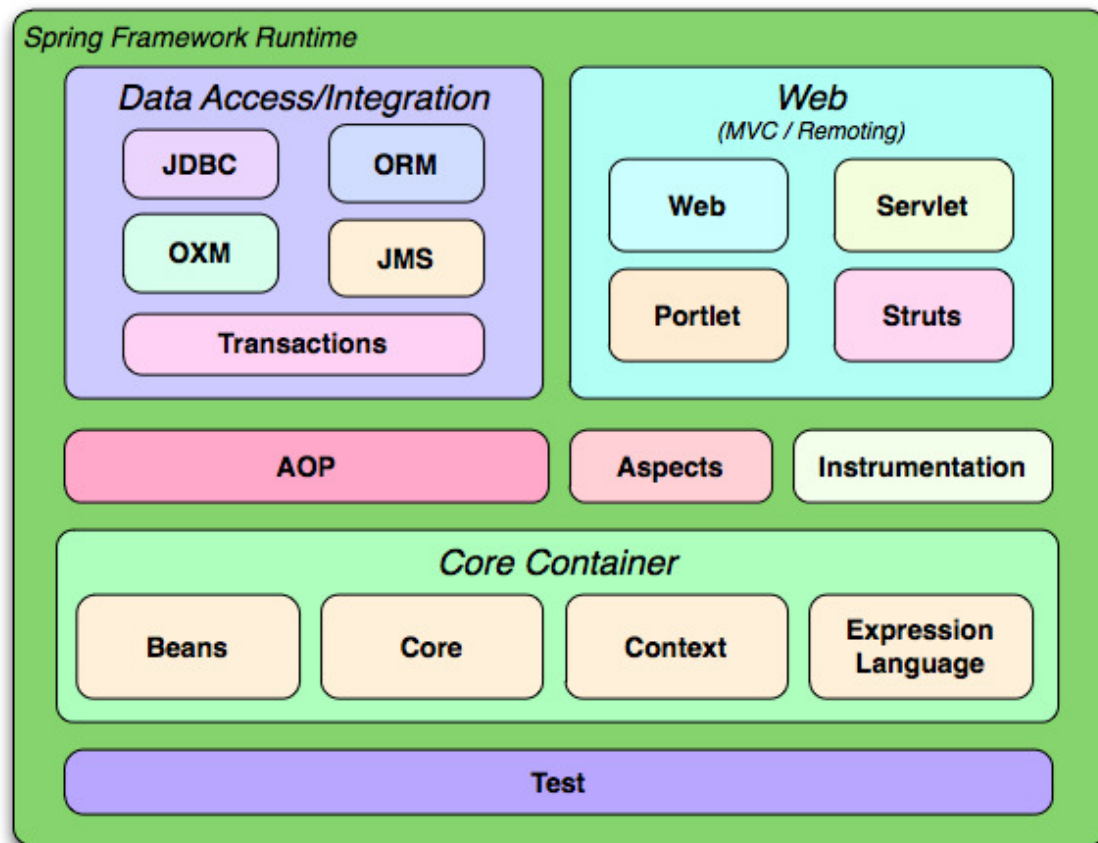 Spring Framework Runtime
Data Access/Integration
JDBC
ORM
OXM
JMS
Transactions
Web
(MVC / Remoting)
Web
Servlet
Portlet
Struts
AOP
Aspects
Instrumentation
Core Container
Beans
Core
Context
Expression
Language
Test